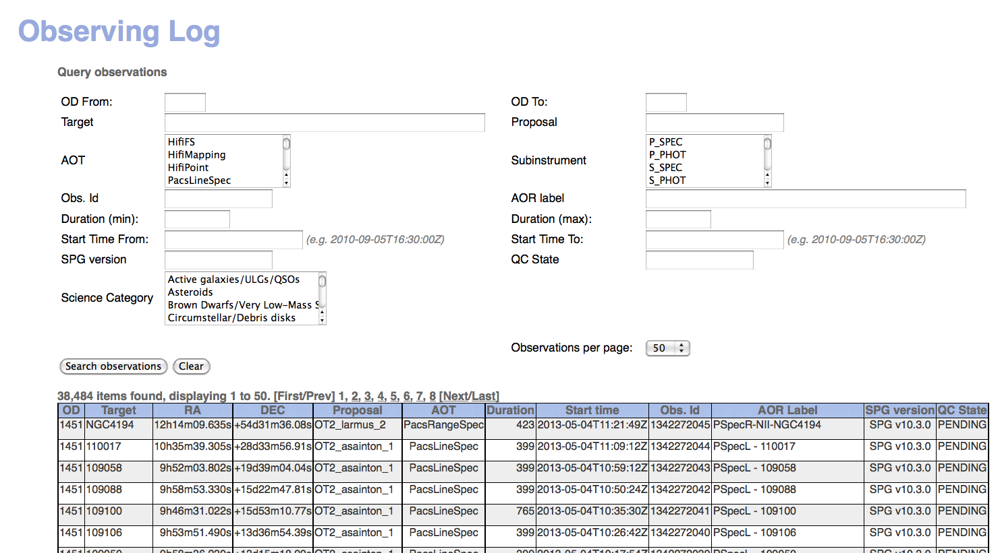 Observing Log
Query observations
OD From: OD To:
Target Proposal
AOT Subinstrument
HifiFS P_SPEC
HifiMapping P_PHOT
HifiPoint S_SPEC
PacsLineSpec S_PHOT
Obs. Id AOR label
Duration (min): Duration (max):
Start Time From: (e.g. 2010-09-05T16:30:00Z) Start Time To: (e.g. 2010-09-05T16:30:00Z)
SPG version QC State
Science Category
Active galaxies/ULGs/QSOs
Asteroids
Brown Dwarfs/Very Low-Mass S
Circumstellar/Debris disks
Observations per page: 50
Search observations Clear
38,484 items found, displaying 1 to 50. [First/Prev] 1, 2, 3, 4, 5, 6, 7, 8 [Next/Last]
OD Target RA DEC Proposal AOT Duration Start time Obs. Id AOR Label SPG version QC State
1451 NGC4194 12h14m09.635s +54d31m36.08s OT2_larmus_2 PacsRangeSpec 423 2013-05-04T11:21:49Z 1342272045 PSpecR-NII-NGC4194 SPG v10.3.0 PENDING
1451 110017 10h35m39.305s +28d33m56.91s OT2_asainton_1 PacsLineSpec 399 2013-05-04T11:09:12Z 1342272044 PSpecL - 110017 SPG v10.3.0 PENDING
1451 109058 9h52m03.802s +19d39m04.04s OT2_asainton_1 PacsLineSpec 399 2013-05-04T10:59:12Z 1342272043 PSpecL - 109058 SPG v10.3.0 PENDING
1451 109088 9h58m53.330s +15d22m47.81s OT2_asainton_1 PacsLineSpec 399 2013-05-04T10:50:24Z 1342272042 PSpecL - 109088 SPG v10.3.0 PENDING
1451 109100 9h46m31.022s +15d53m10.77s OT2_asainton_1 PacsLineSpec 765 2013-05-04T10:35:30Z 1342272041 PSpecL - 109100 SPG v10.3.0 PENDING
1451 109106 9h53m51.490s +13d36m54.39s OT2_asainton_1 PacsLineSpec 399 2013-05-04T10:26:42Z 1342272040 PSpecL - 109106 SPG v10.3.0 PENDING